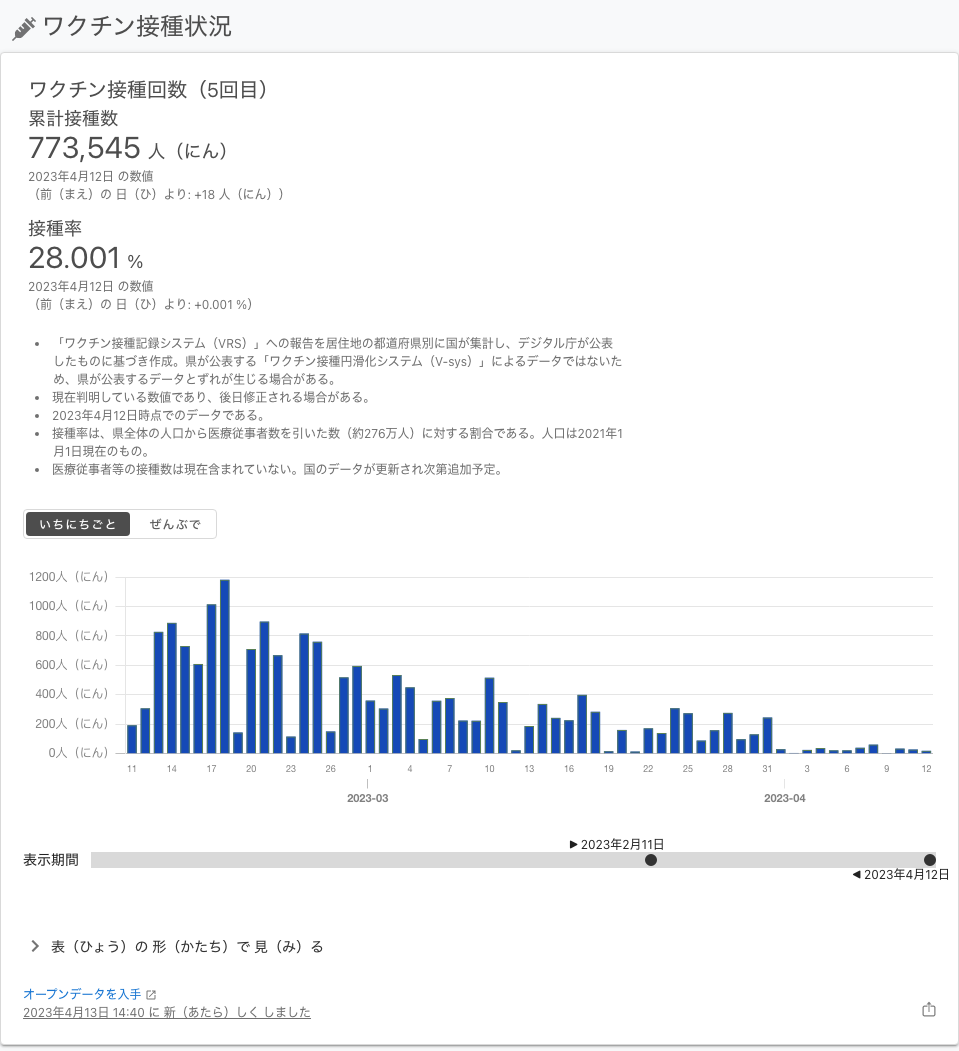 ワクチン接種状況
ワクチン接種回数（5回目）
累計接種数
773,545 人（にん）
2023年4月12日 の数値
（前（まえ）の 日（ひ）より: +18 人（にん））
接種率
28.001 %
2023年4月12日 の数値
（前（まえ）の 日（ひ）より: +0.001 %）
• 「ワクチン接種記録システム（VRS）」への報告を居住地の都道府県別に国が集計し、デジタル庁が公表
したものに基づき作成。県が公表する「ワクチン接種円滑化システム（V-sys）」によるデータではないた
め、県が公表するデータとずれが生じる場合がある。
• 現在判明している数値であり、後日修正される場合がある。
• 2023年4月12日時点でのデータである。
• 接種率は、県全体の人口から医療従事者数を引いた数（約276万人）に対する割合である。人口は2021年1
月1日現在のもの。
• 医療従事者等の接種数は現在含まれていない。国のデータが更新され次第追加予定。
いちにちごと ぜんぶで
1200人（にん）
1000人（にん）
800人（にん）
600人（にん）
400人（にん）
200人（にん）
0人（にん）
11 14 17 20 23 26 1 4 7 10 13 16 19 22 25 28 31 3 6 9 12
2023-03 2023-04
▶ 2023年2月11日
表示期間
◀ 2023年4月12日
表（ひょう）の 形（かたち）で 見（み）る
オープンデータを入手
2023年4月13日 14:40 に 新（あたら）しく しました